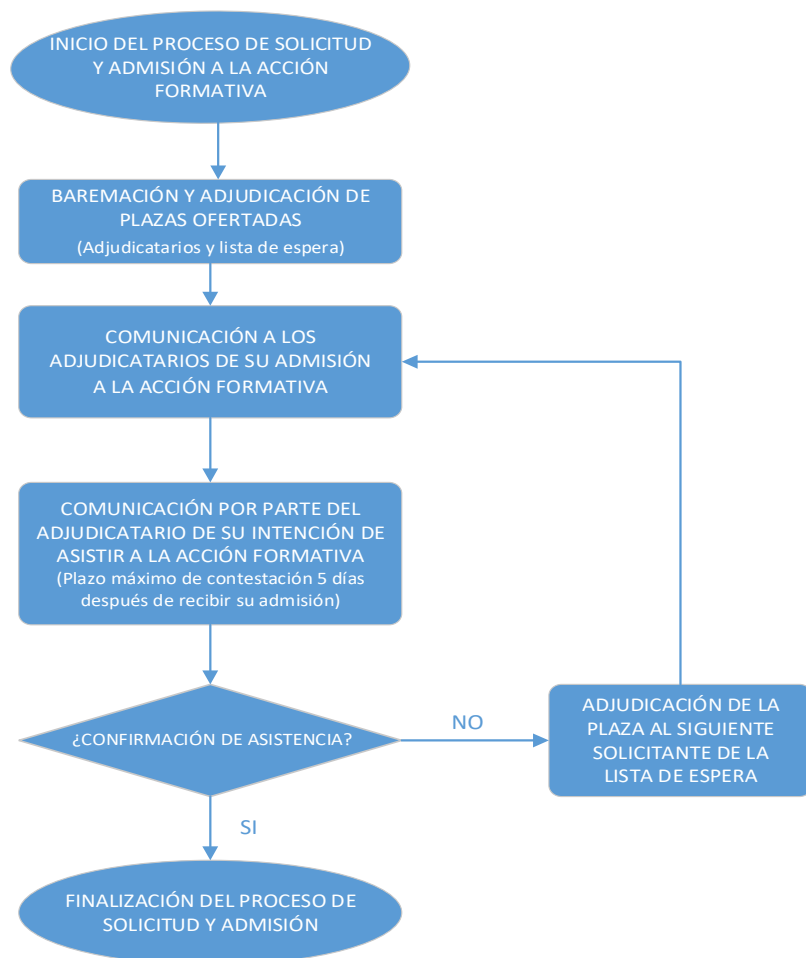 INICIO DEL PROCESO DE SOLICITUD
Y ADMISIÓN A LA ACCIÓN
FORMATIVA
BAREMACIÓN Y ADJUDICACIÓN DE
PLAZAS OFERTADAS
(Adjudicatarios y lista de espera)
COMUNICACIÓN A LOS
ADJUDICATARIOS DE SU ADMISIÓN
A LA ACCIÓN FORMATIVA
COMUNICACIÓN POR PARTE DEL
ADJUDICATARIO DE SU INTENCIÓN DE
ASISTIR A LA ACCIÓN FORMATIVA
(Plazo máximo de contestación 5 días
después de recibir su admisión)
¿CONFIRMACIÓN DE ASISTENCIA?
NO
ADJUDICACIÓN DE LA
PLAZA AL SIGUIENTE
SOLICITANTE DE LA
LISTA DE ESPERA
SI
FINALIZACIÓN DEL PROCESO DE
SOLICITUD Y ADMISIÓN